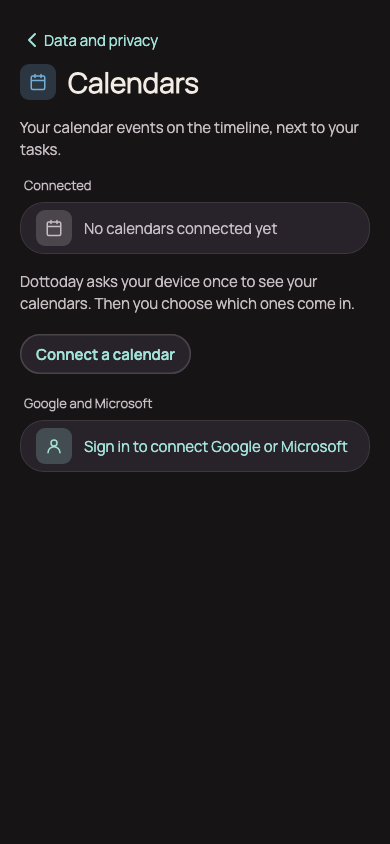 Data and privacy
Calendars
Your calendar events on the timeline, next to your
tasks.
Connected
No calendars connected yet
Dottoday asks your device once to see your
calendars. Then you choose which ones come in.
Connect a calendar
Google and Microsoft
Sign in to connect Google or Microsoft